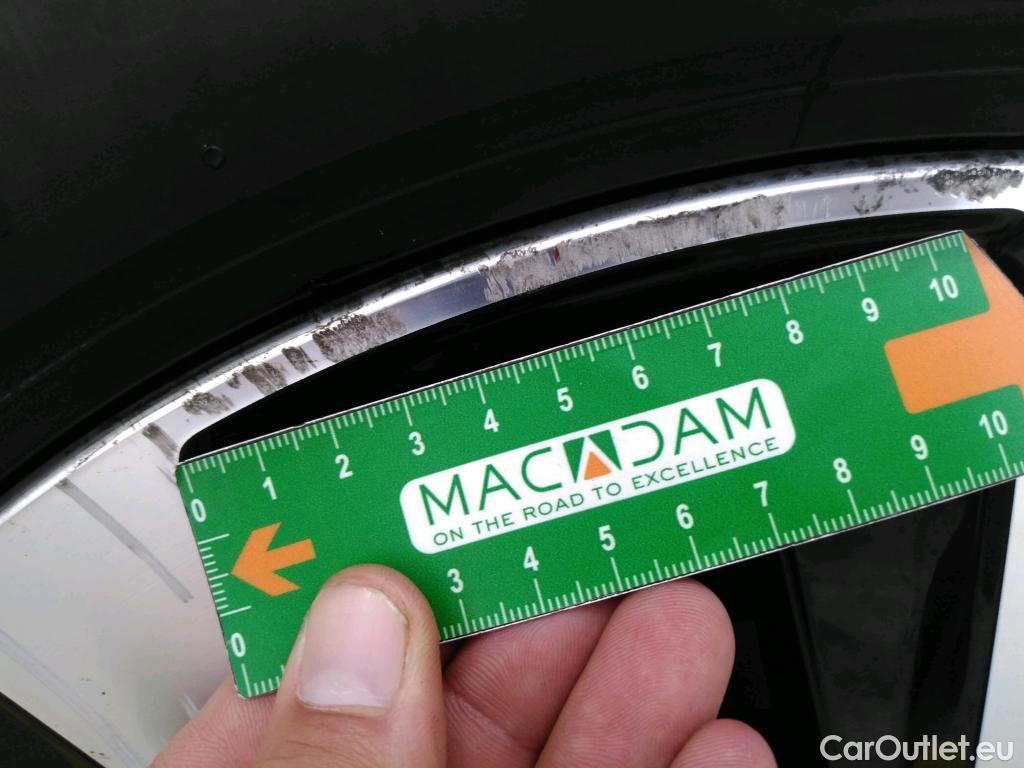 0 1 2 3 4 5 6 7 8 9 10
MACADAM
ON THE ROAD TO EXCELLENCE
0 3 4 5 6 7 8 9 10
CarOutlet.eu